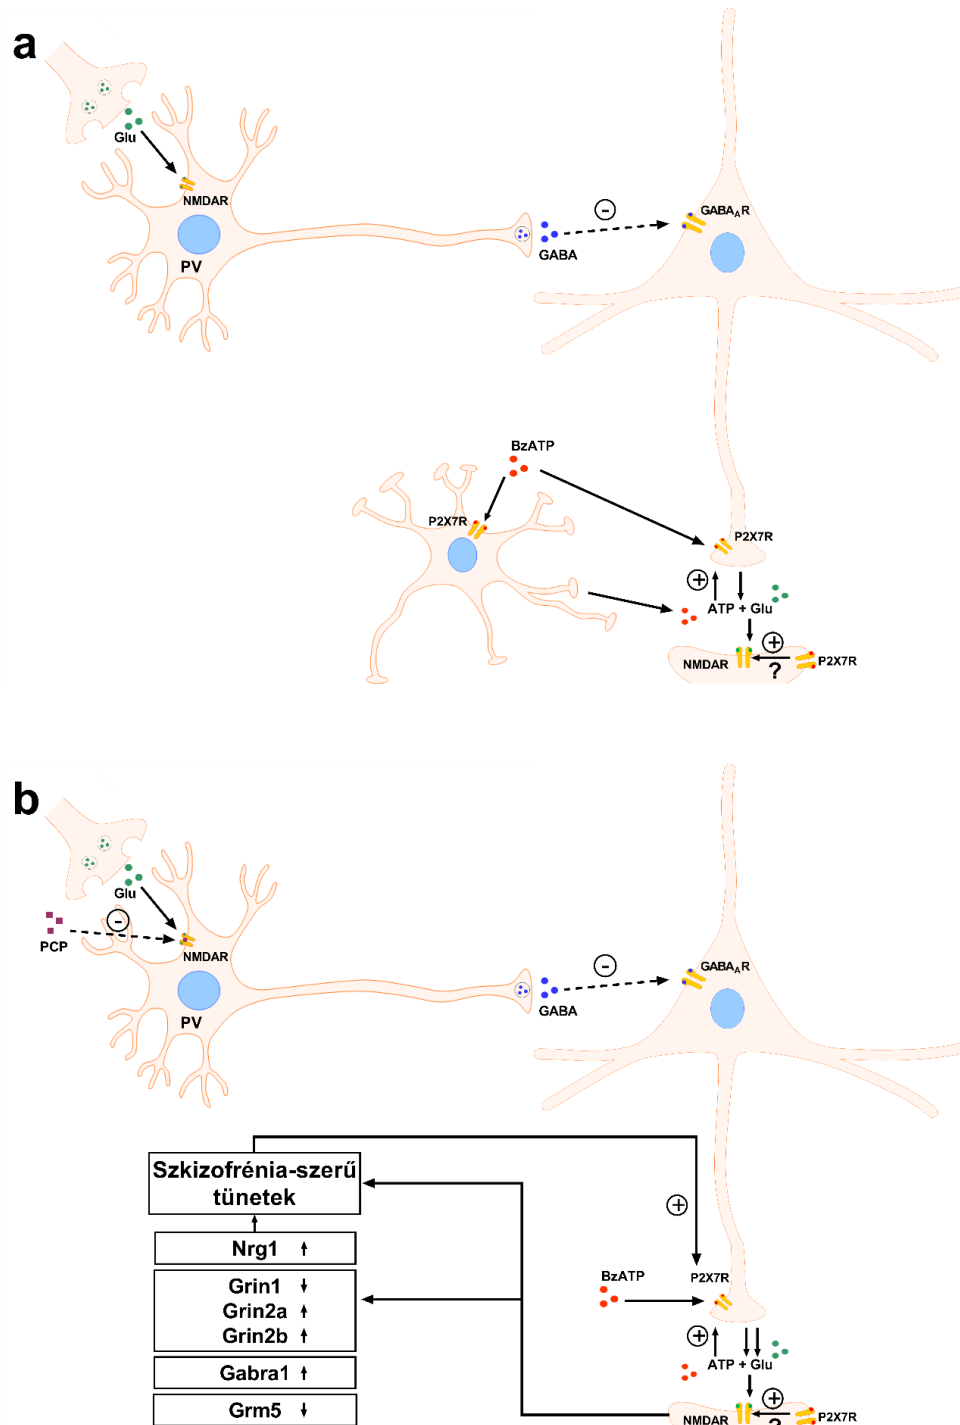 a
Glu
NMDAR
PV
-
GABA
GABAAR
BzATP
P2X7R
P2X7R
+
ATP + Glu
+
NMDAR
P2X7R
?
b
Glu
-
PCP
NMDAR
PV
-
GABA
GABAAR
Szkizofrénia-szerű
tünetek
+
Nrg1 ↑
Grin1 ↓
Grin2a ↑
Grin2b ↑
Gabra1 ↑
Grm5 ↓
BzATP
P2X7R
+
ATP + Glu
+
NMDAR
P2X7R
?